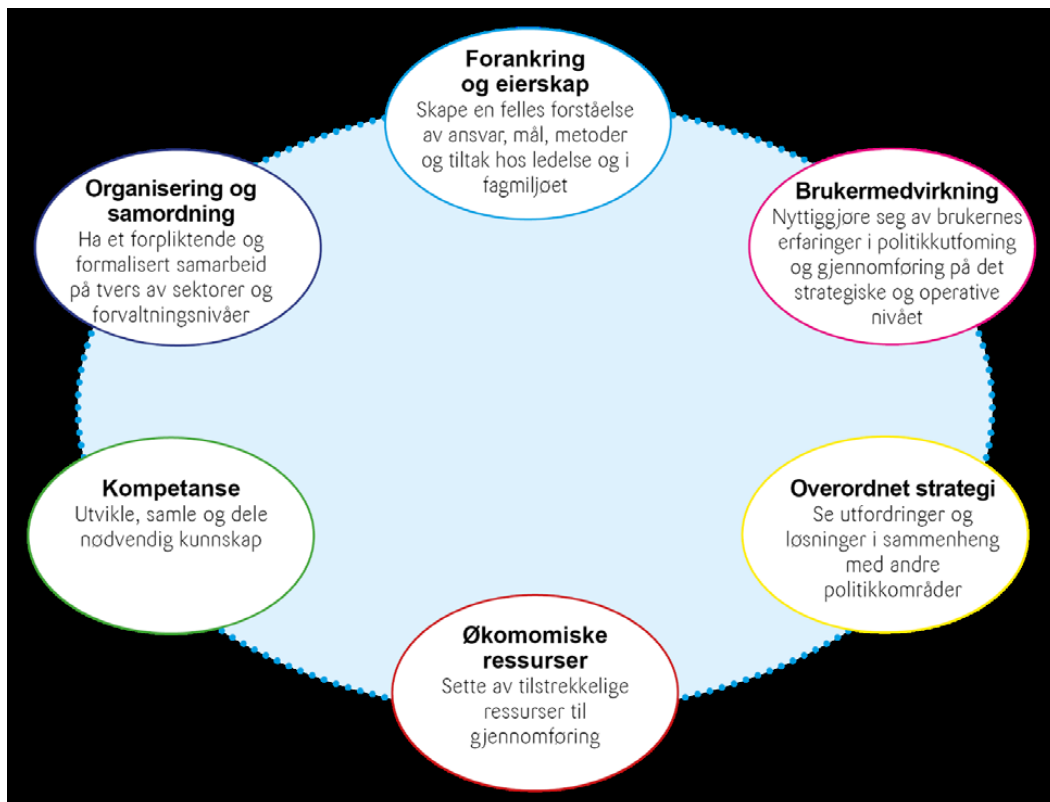 Forankring
og eierskap
Skape en felles forståelse
av ansvar, mål, metoder
og tiltak hos ledelse og i
fagmiljøet
Organisering og
samordning
Ha et forpliktende og
formalisert samarbeid
på tvers av sektorer og
forvaltningsnivåer
Brukermedvirkning
Nyttiggjøre seg av brukernes
erfaringer i politikkutfoming
og gjennomføring på det
strategiske og operative
nivået
Kompetanse
Utvikle, samle og dele
nødvendig kunnskap
Overordnet strategi
Se utfordringer og
løsninger i sammenheng
med andre
politikkområder
Økomomiske
ressurser
Sette av tilstrekkelige
ressurser til
gjennomføring